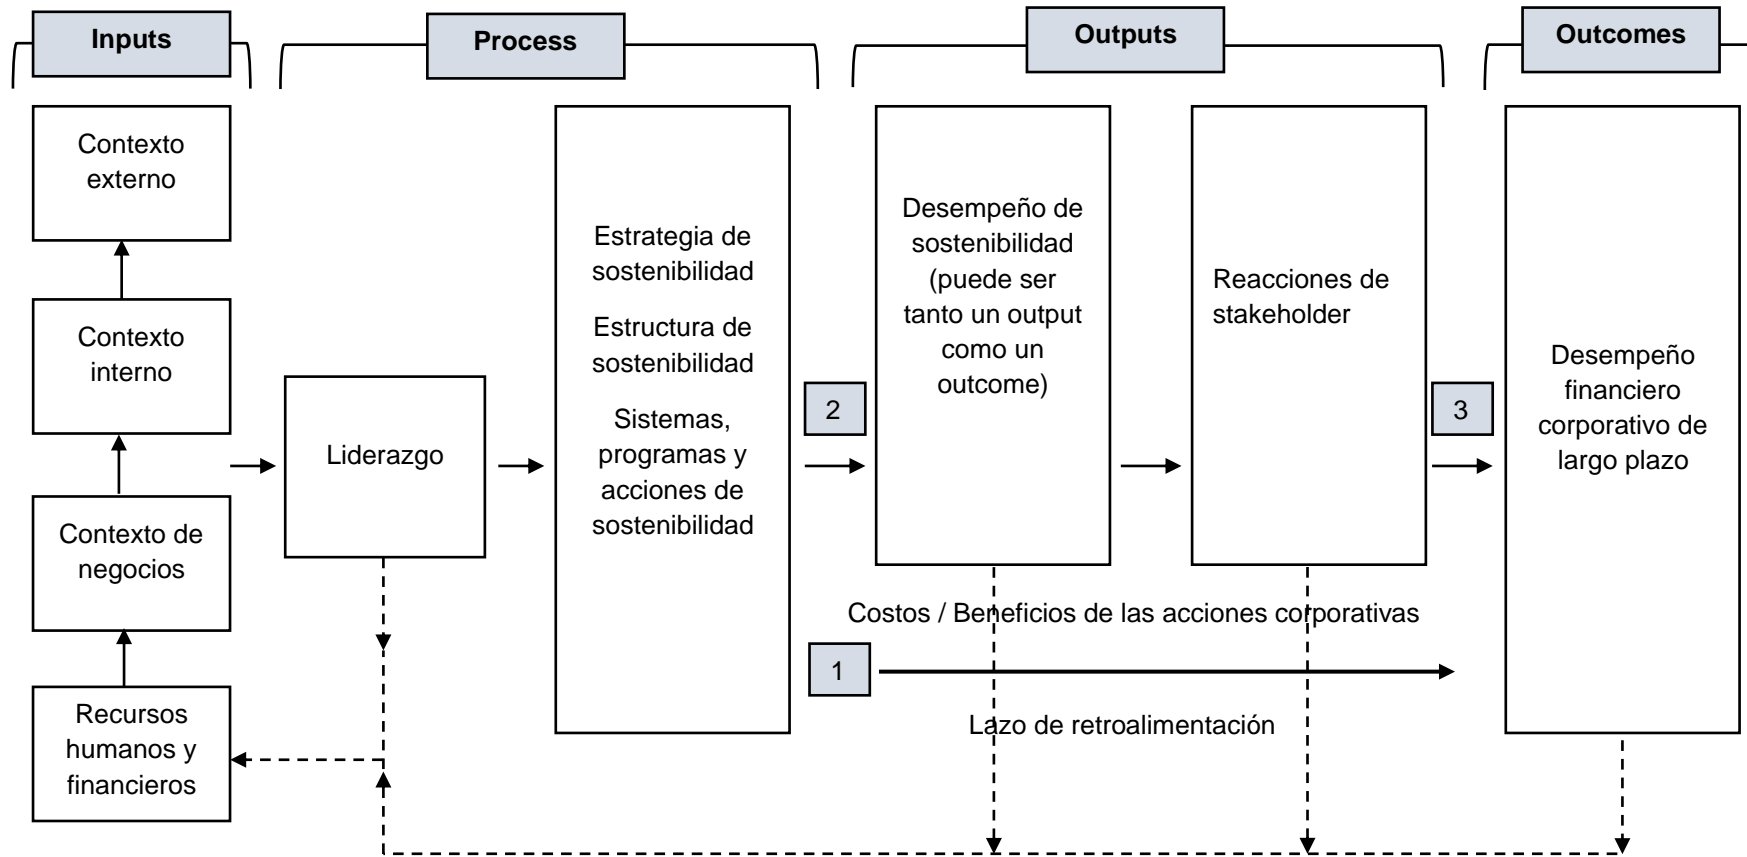 Inputs
Process
Outputs
Outcomes
Contexto
externo
Contexto
interno
Contexto de
negocios
Recursos
humanos y
financieros
Liderazgo
Estrategia de
sostenibilidad
Estructura de
sostenibilidad
Sistemas,
programas y
acciones de
sostenibilidad
2
Desempeño de
sostenibilidad
(puede ser
tanto un output
como un
outcome)
Reacciones de
stakeholder
3
Desempeño
financiero
corporativo de
largo plazo
Costos / Beneficios de las acciones corporativas
1
Lazo de retroalimentación